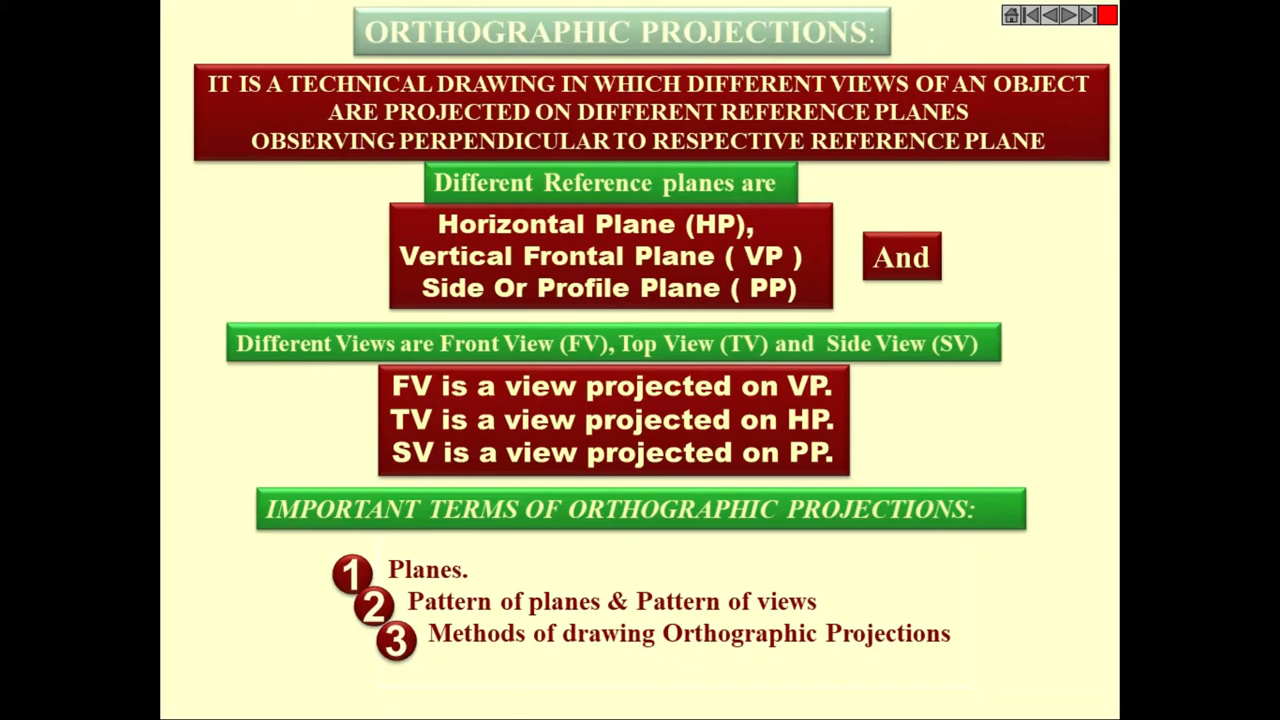 ORTHOGRAPHIC PROJECTIONS:
IT IS A TECHNICAL DRAWING IN WHICH DIFFERENT VIEWS OF AN OBJECT
ARE PROJECTED ON DIFFERENT REFERENCE PLANES
OBSERVING PERPENDICULAR TO RESPECTIVE REFERENCE PLANE
Different Reference planes are
Horizontal Plane (HP),
Vertical Frontal Plane ( VP )
Side Or Profile Plane ( PP)
And
Different Views are Front View (FV), Top View (TV) and Side View (SV)
FV is a view projected on VP.
TV is a view projected on HP.
SV is a view projected on PP.
IMPORTANT TERMS OF ORTHOGRAPHIC PROJECTIONS:
1 Planes.
2 Pattern of planes & Pattern of views
3 Methods of drawing Orthographic Projections